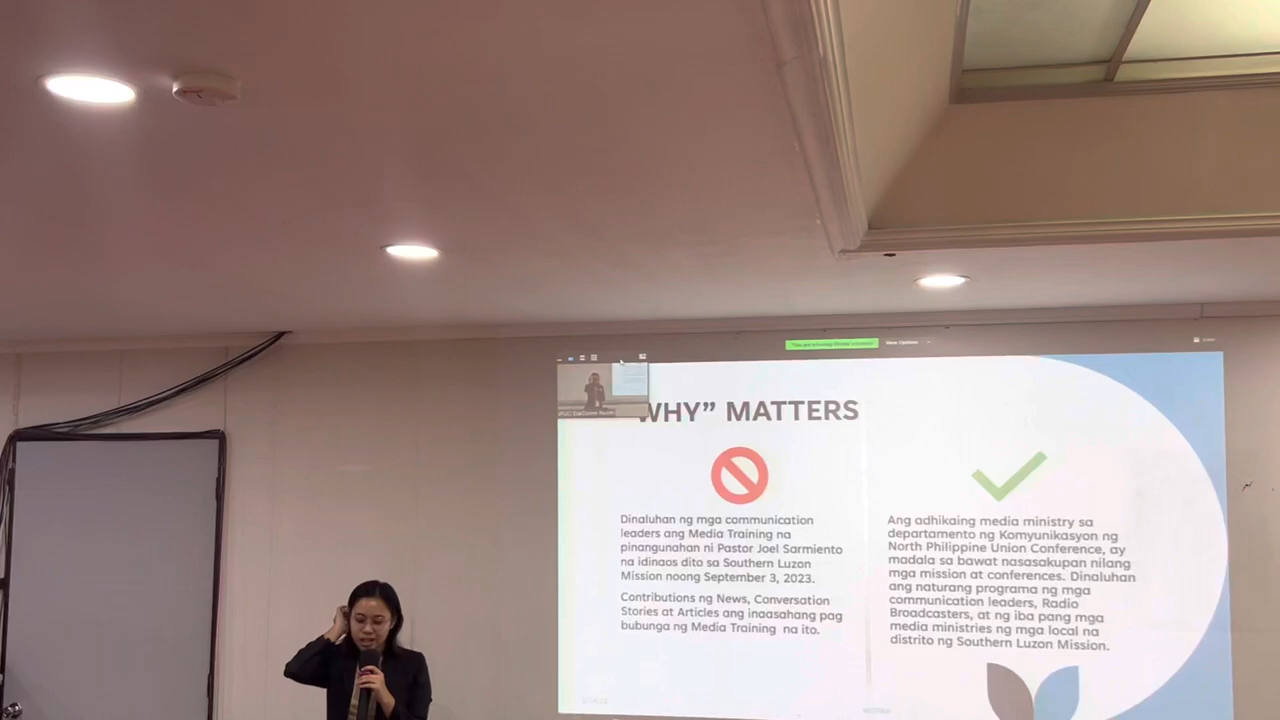 View Options
WHY” MATTERS
Dinaluhan ng mga communication
leaders ang Media Training na
pinangunahan ni Pastor Joel Sarmiento
na idinaos dito sa Southern Luzon
Mission noong September 3, 2023.
Contributions ng News, Conversation
Stories at Articles ang inaasahang pag
bubunga ng Media Training na ito.
Ang adhikaing media ministry sa
departamento ng Komyunikasyon ng
North Philippine Union Conference, ay
madala sa bawat nasasakupan nilang
mga mission at conferences. Dinaluhan
ang naturang programa ng mga
communication leaders, Radio
Broadcasters, at ng iba pang mga
media ministries ng mga local na
distrito ng Southern Luzon Mission.